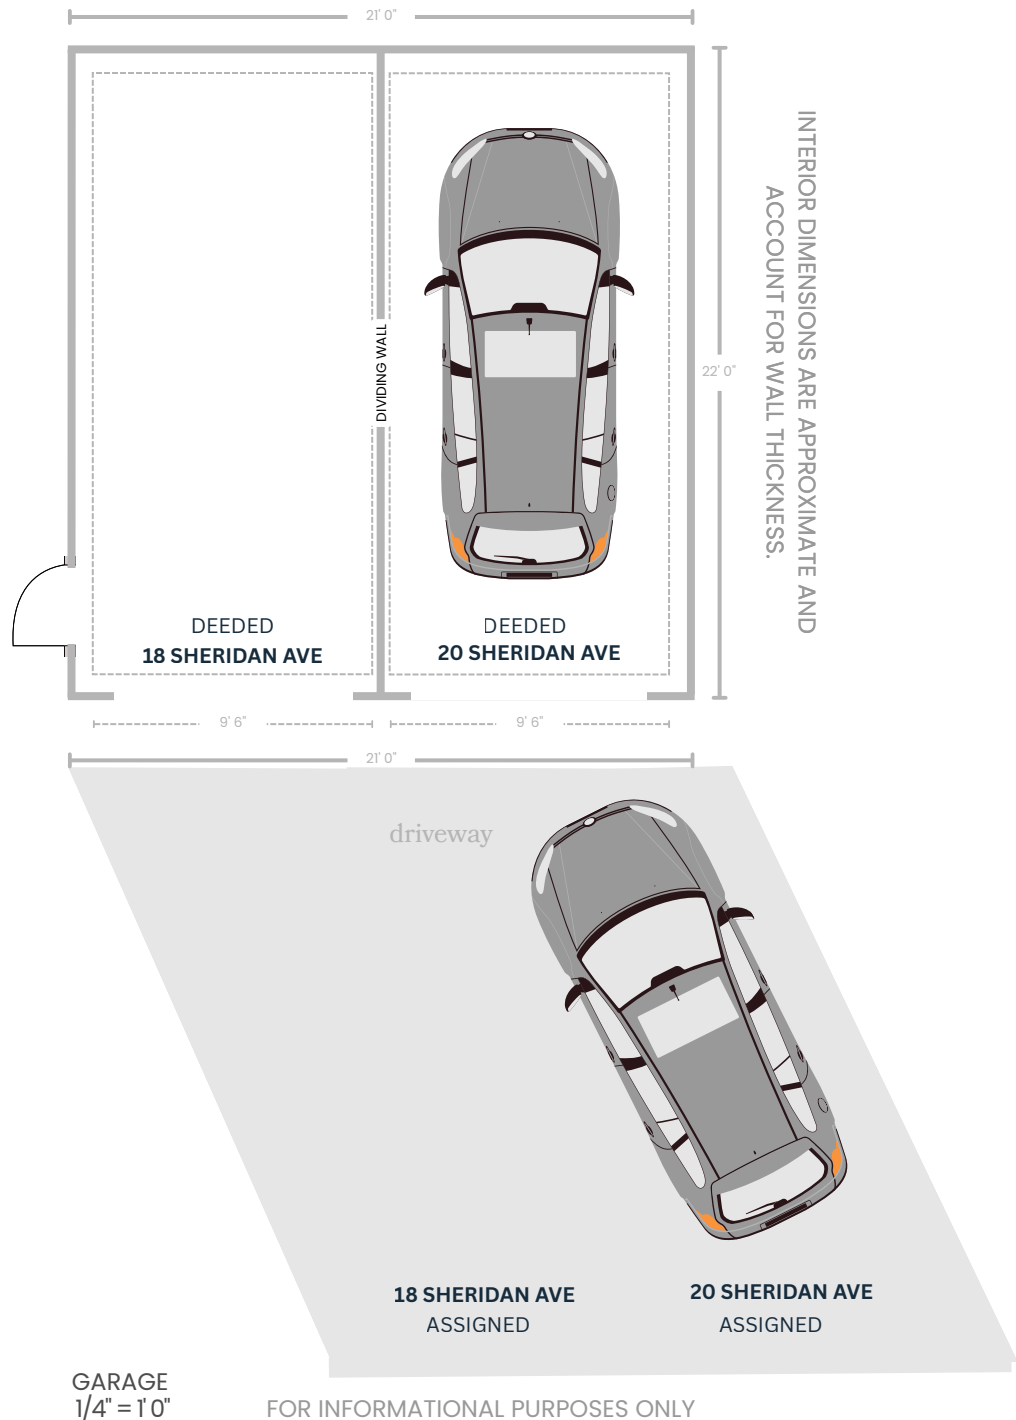 21' 0"
INTERIOR DIMENSIONS ARE APPROXIMATE AND
ACCOUNT FOR WALL THICKNESS.
DIVIDING WALL
22' 0"
DEEDED
18 SHERIDAN AVE
DEEDED
20 SHERIDAN AVE
9' 6"
9' 6"
21' 0"
driveway
18 SHERIDAN AVE
ASSIGNED
20 SHERIDAN AVE
ASSIGNED
GARAGE
1/4" = 1' 0"
FOR INFORMATIONAL PURPOSES ONLY